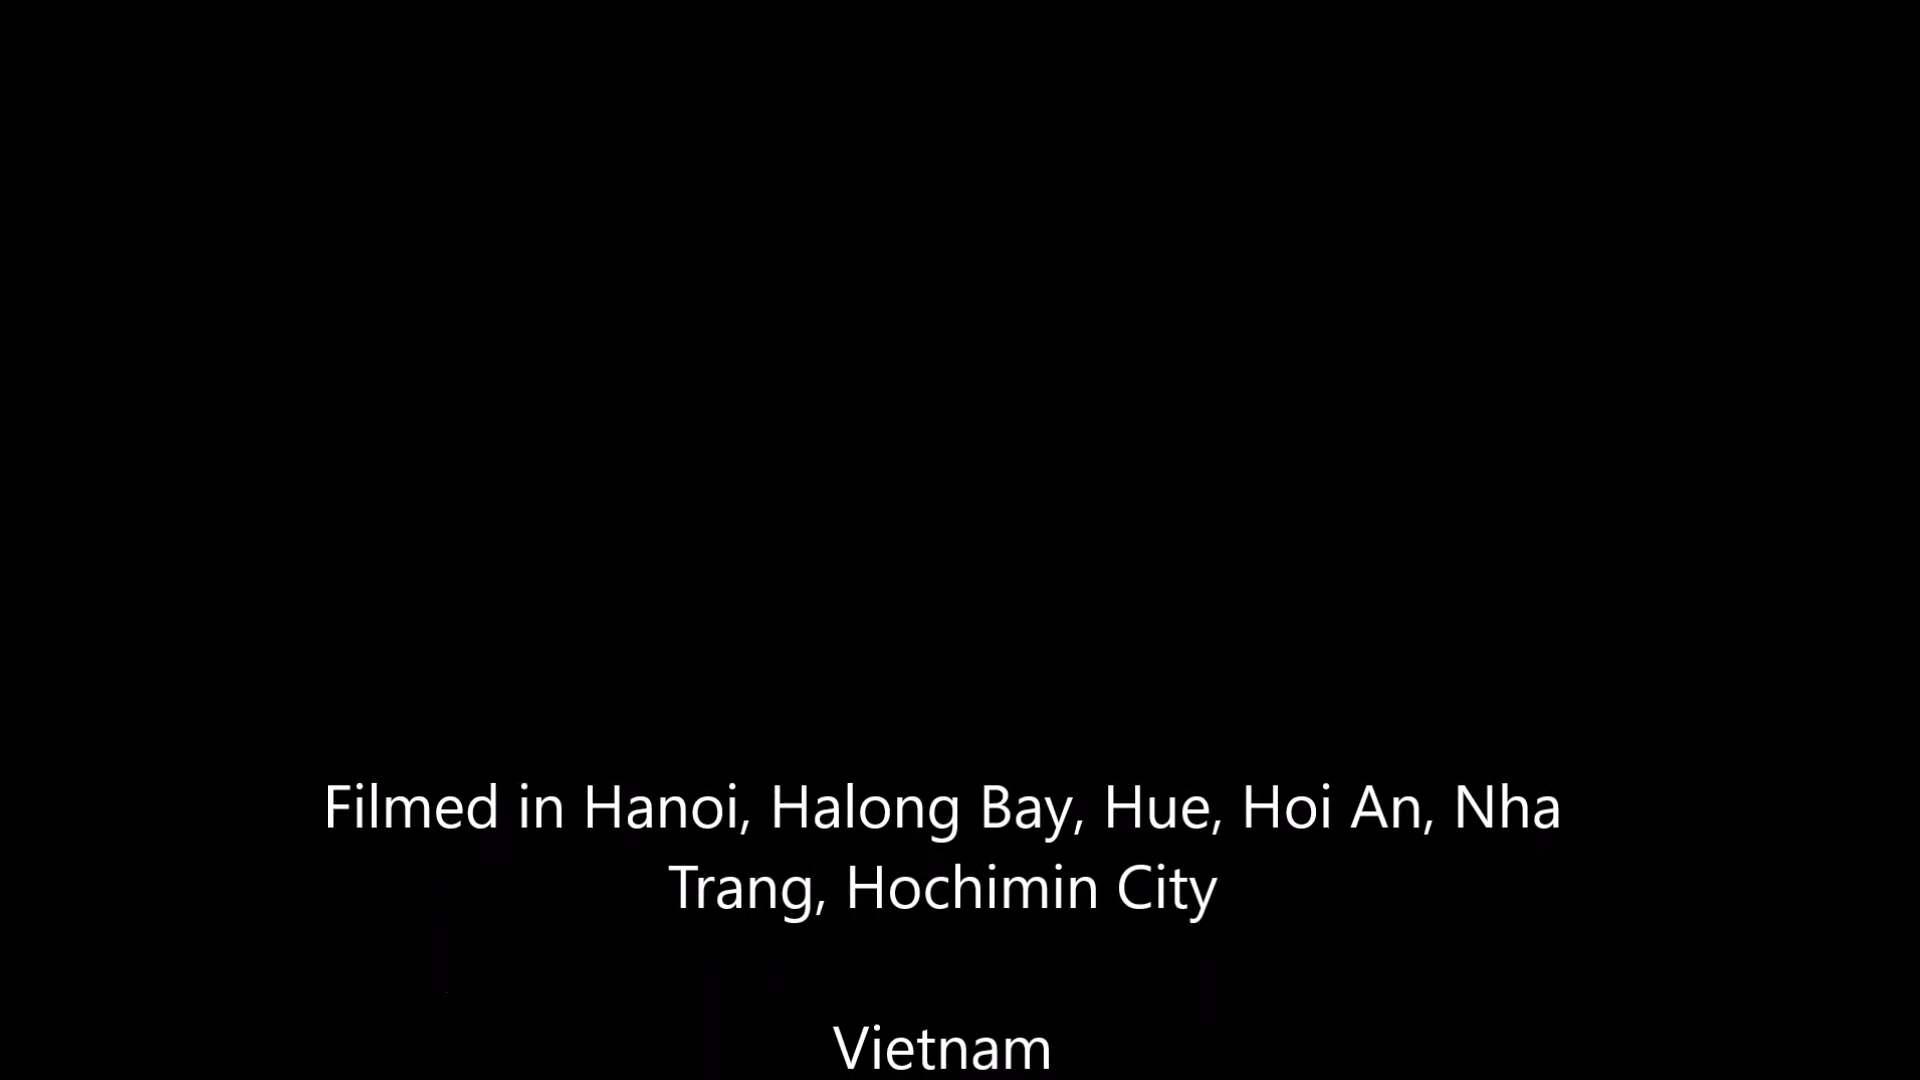 Filmed in Hanoi, Halong Bay, Hue, Hoi An, Nha
Trang, Hochimin City
Vietnam